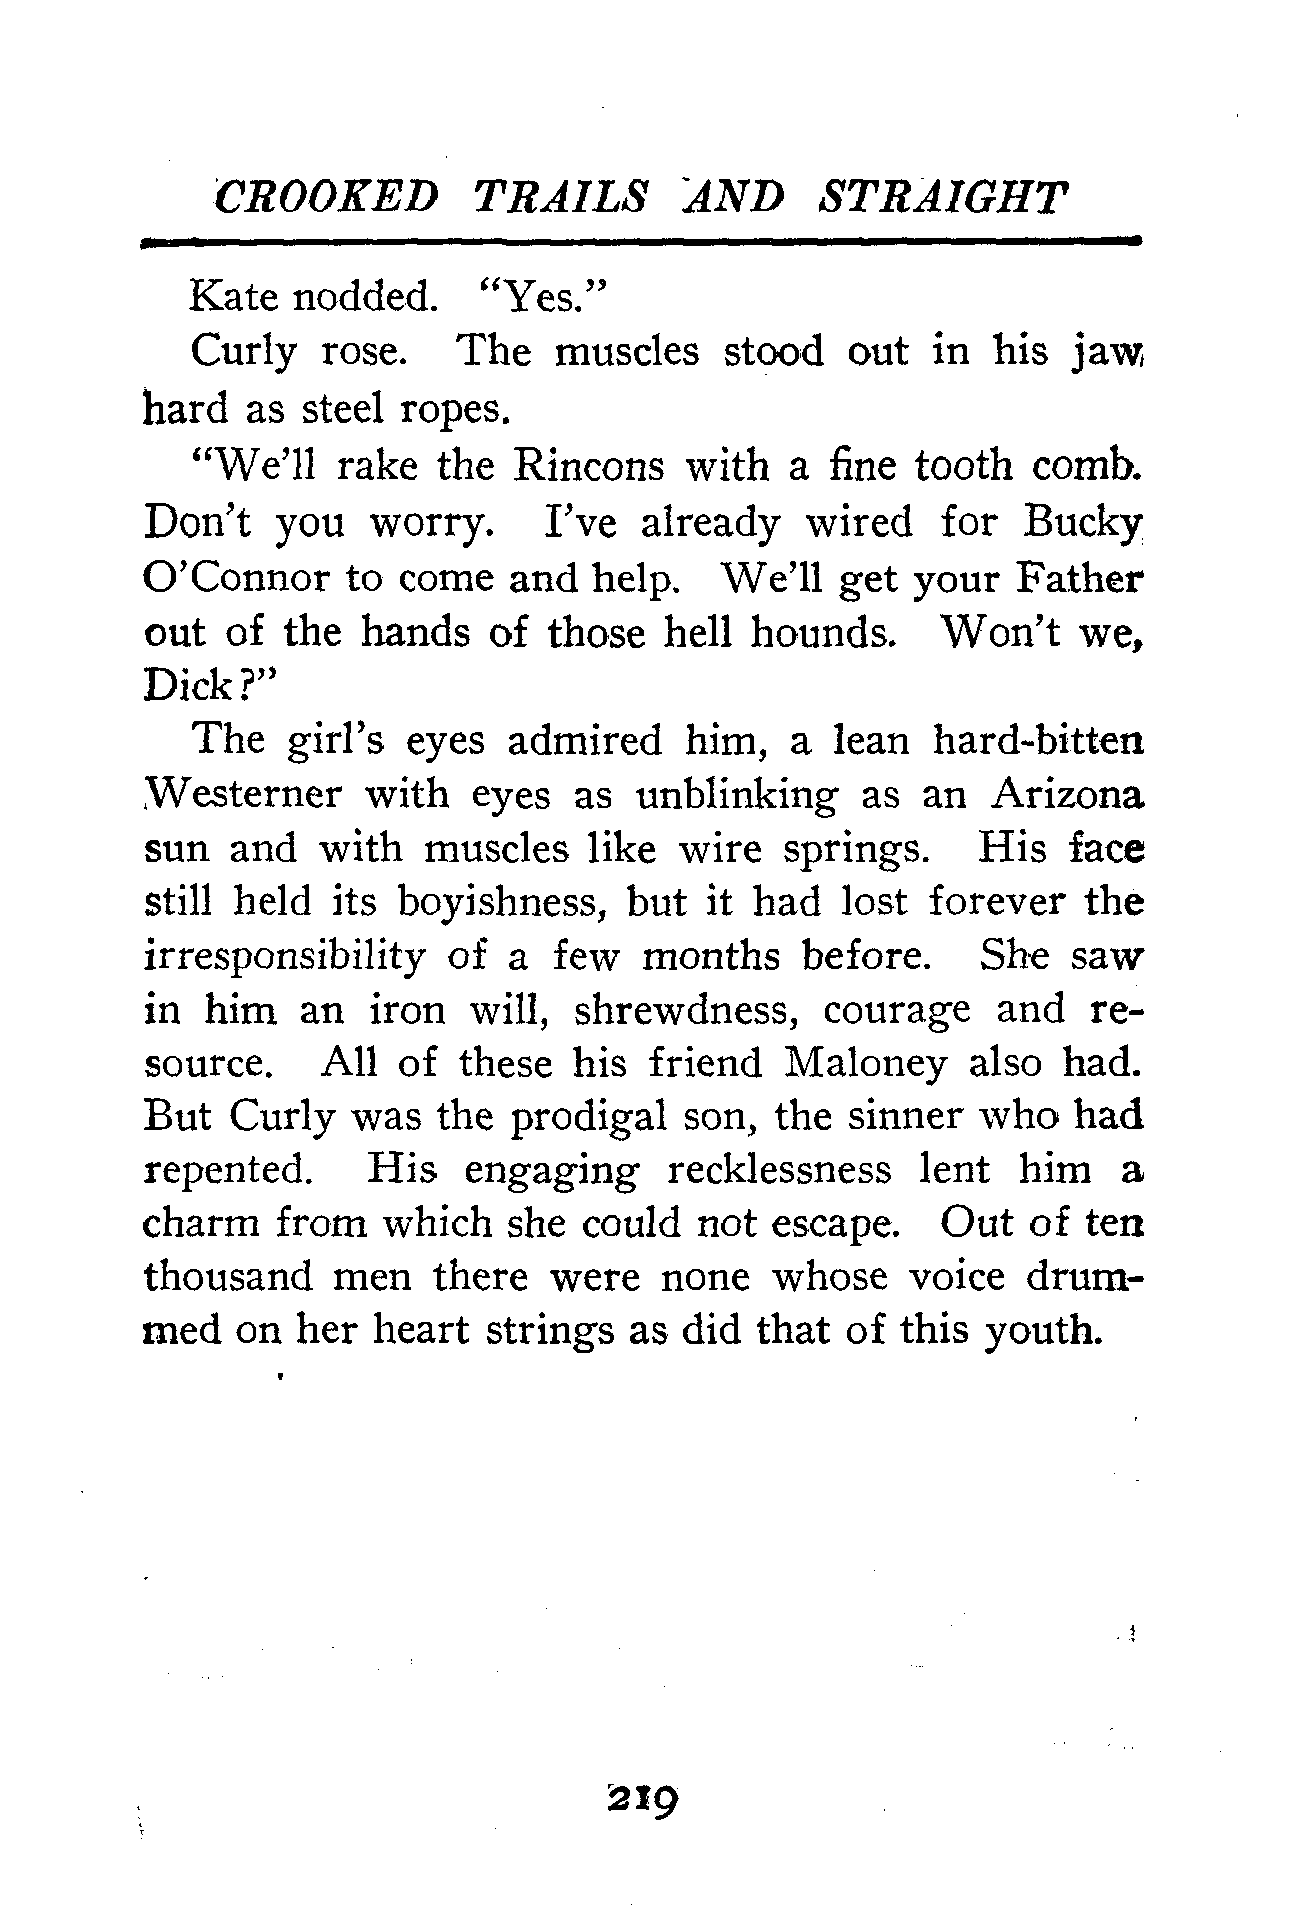 CROOKED TRAILS AND STRAIGHT
Kate nodded. "Yes."
Curly rose. The muscles stood out in his jaw
hard as steel ropes.
"We'll rake the Rincons with a fine tooth comb.
Don't you worry. I've already wired for Bucky
O'Connor to come and help. We'll get your Father
out of the hands of those hell hounds. Won't we,
Dick?"
The girl's eyes admired him, a lean hard-bitten
Westerner with eyes as unblinking as an Arizona
sun and with muscles like wire springs. His face
still held its boyishness, but it had lost forever the
irresponsibility of a few months before. She saw
in him an iron will, shrewdness, courage and re-
source. All of these his friend Maloney also had.
But Curly was the prodigal son, the sinner who had
repented. His engaging recklessness lent him a
charm from which she could not escape. Out of ten
thousand men there were none whose voice drum-
med on her heart strings as did that of this youth.
219